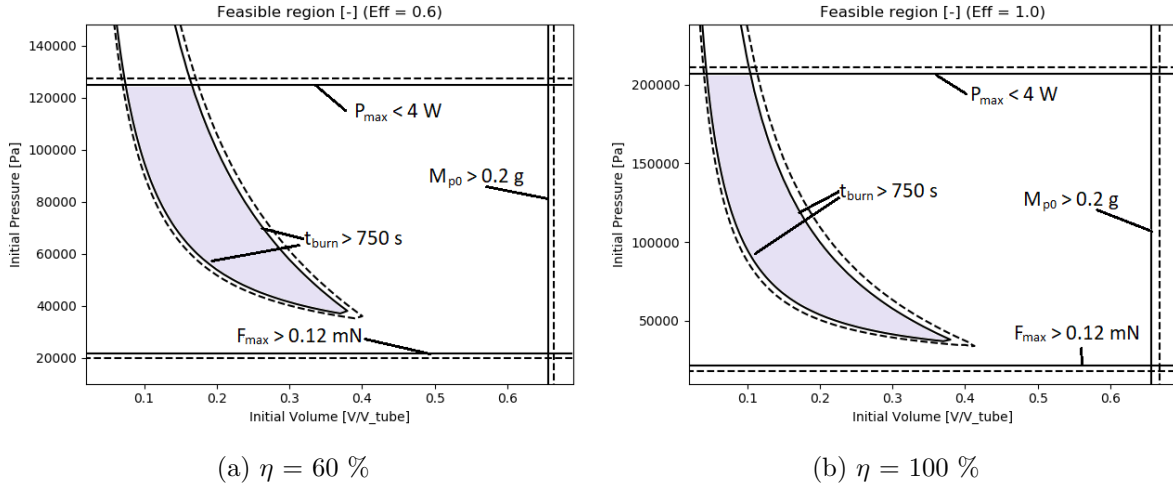 Feasible region [-] (Eff = 0.6)
140000
120000
100000
80000
60000
40000
20000
Initial Pressure [Pa]
P_max < 4 W
M_p0 > 0.2 g
t_burn > 750 s
F_max > 0.12 mN
0.1 0.2 0.3 0.4 0.5 0.6
Initial Volume [V/V_tube]
(a) η = 60 %
Feasible region [-] (Eff = 1.0)
200000
150000
100000
50000
Initial Pressure [Pa]
P_max < 4 W
t_burn > 750 s
M_p0 > 0.2 g
F_max > 0.12 mN
0.1 0.2 0.3 0.4 0.5 0.6
Initial Volume [V/V_tube]
(b) η = 100 %